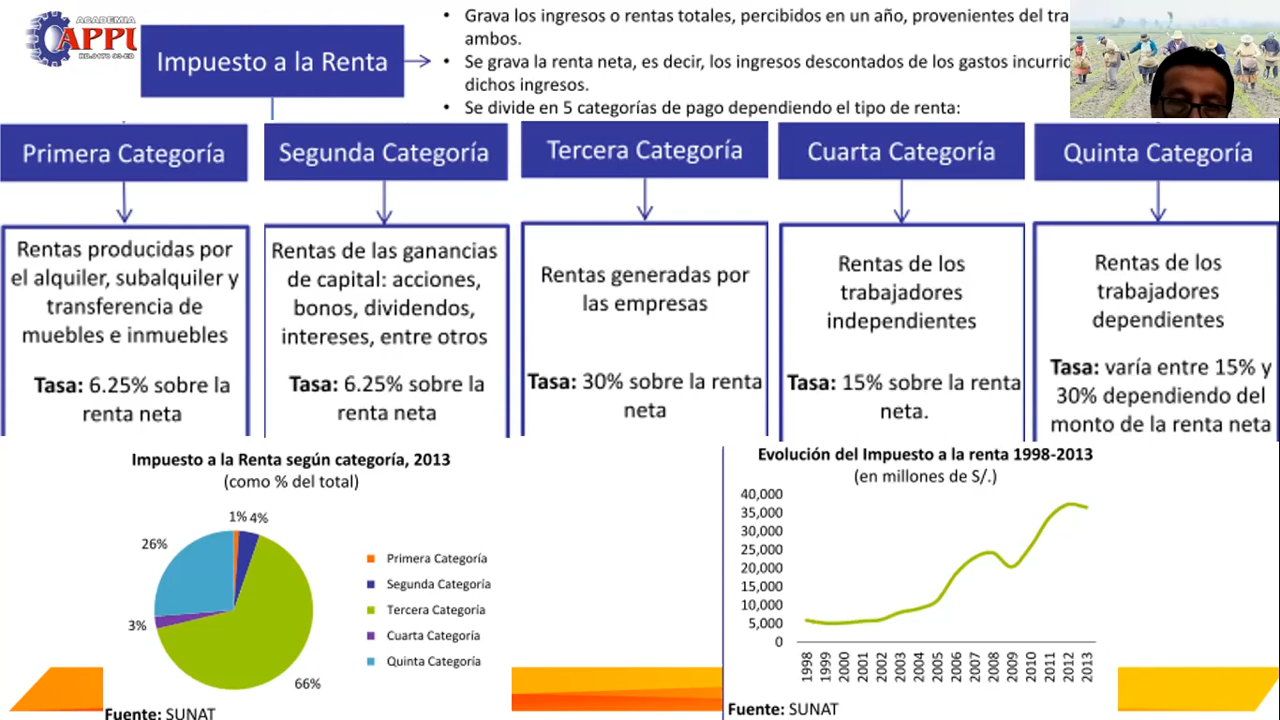 ACADEMIA
APPU
Impuesto a la Renta
• Grava los ingresos o rentas totales, percibidos en un año, provenientes del
ambos.
• Se grava la renta neta, es decir, los ingresos descontados de los gastos
dichos ingresos.
• Se divide en 5 categorías de pago dependiendo el tipo de renta:
Primera Categoría
Rentas producidas por
el alquiler, subalquiler y
transferencia de
muebles e inmuebles
Tasa: 6.25% sobre la
renta neta
Segunda Categoría
Rentas de las ganancias
de capital: acciones,
bonos, dividendos,
intereses, entre otros
Tasa: 6.25% sobre la
renta neta
Tercera Categoría
Rentas generadas por
las empresas
Tasa: 30% sobre la renta
neta
Cuarta Categoría
Rentas de los
trabajadores
independientes
Tasa: 15% sobre la renta
neta.
Quinta Categoría
Rentas de los
trabajadores
dependientes
Tasa: varía entre 15% y
30% dependiendo del
monto de la renta neta
Impuesto a la Renta según categoría, 2013
(como % del total)
1% 4%
26%
3%
66%
Primera Categoría
Segunda Categoría
Tercera Categoría
Cuarta Categoría
Quinta Categoría
Fuente: SUNAT
Evolución del Impuesto a la renta 1998-2013
(en millones de S/.)
40,000
35,000
30,000
25,000
20,000
15,000
10,000
5,000
0
1998
1999
2000
2001
2002
2003
2004
2005
2006
2007
2008
2009
2010
2011
2012
2013
Fuente: SUNAT